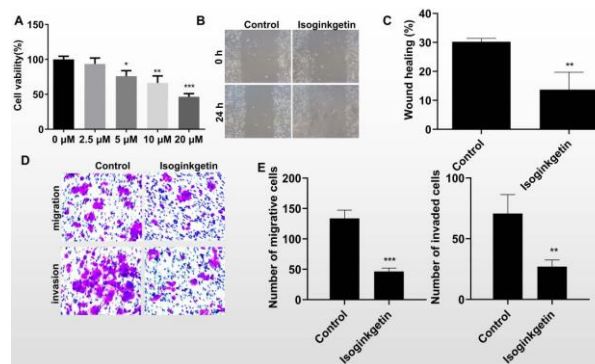 A
Cell vability(%)
150
100
50
0
*
**
***
0 μM 2.5 μM 5 μM 10 μM 20 μM
B
Control Isoginkgetin
0 h
24 h
C
Wound healing (%)
40
30
20
10
0
**
Control
Isoginkgetin
D
Control Isoginkgetin
migration
invasion
E
Number of migrative cells
200
150
100
50
0
***
Control
Isoginkgetin
Number of invaded cells
100
50
0
**
Control
Isoginkgetin